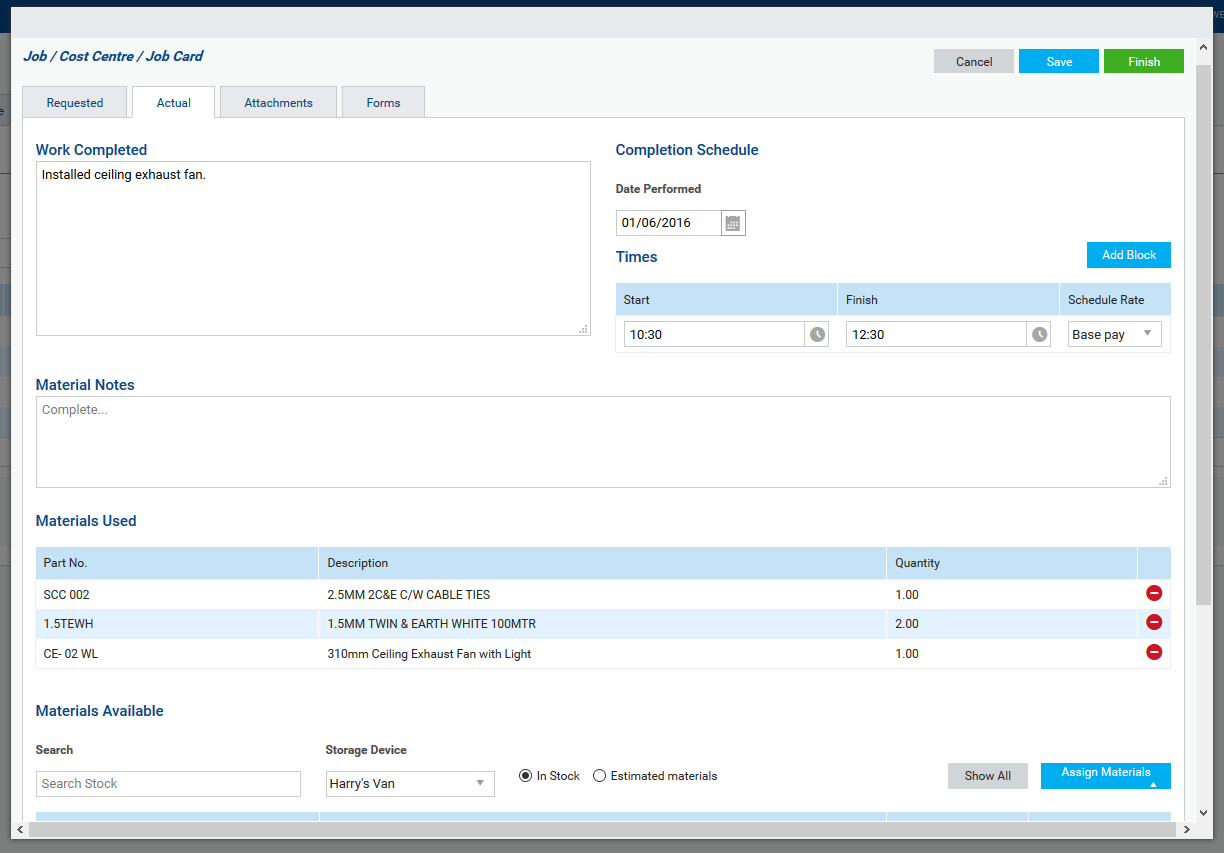 Job / Cost Centre / Job Card
Cancel
Save
Finish
Requested
Actual
Attachments
Forms
Work Completed
Installed ceiling exhaust fan.
Completion Schedule
Date Performed
01/06/2016
Times
Add Block
Start Finish Schedule Rate
10:30 12:30 Base pay
Material Notes
Complete...
Materials Used
Part No. Description Quantity
SCC 002 2.5MM 2C&E C/W CABLE TIES 1.00
1.5TEWH 1.5MM TWIN & EARTH WHITE 100MTR 2.00
CE- 02 WL 310mm Ceiling Exhaust Fan with Light 1.00
Materials Available
Search
Search Stock
Storage Device
Harry's Van
In Stock
Estimated materials
Show All
Assign Materials